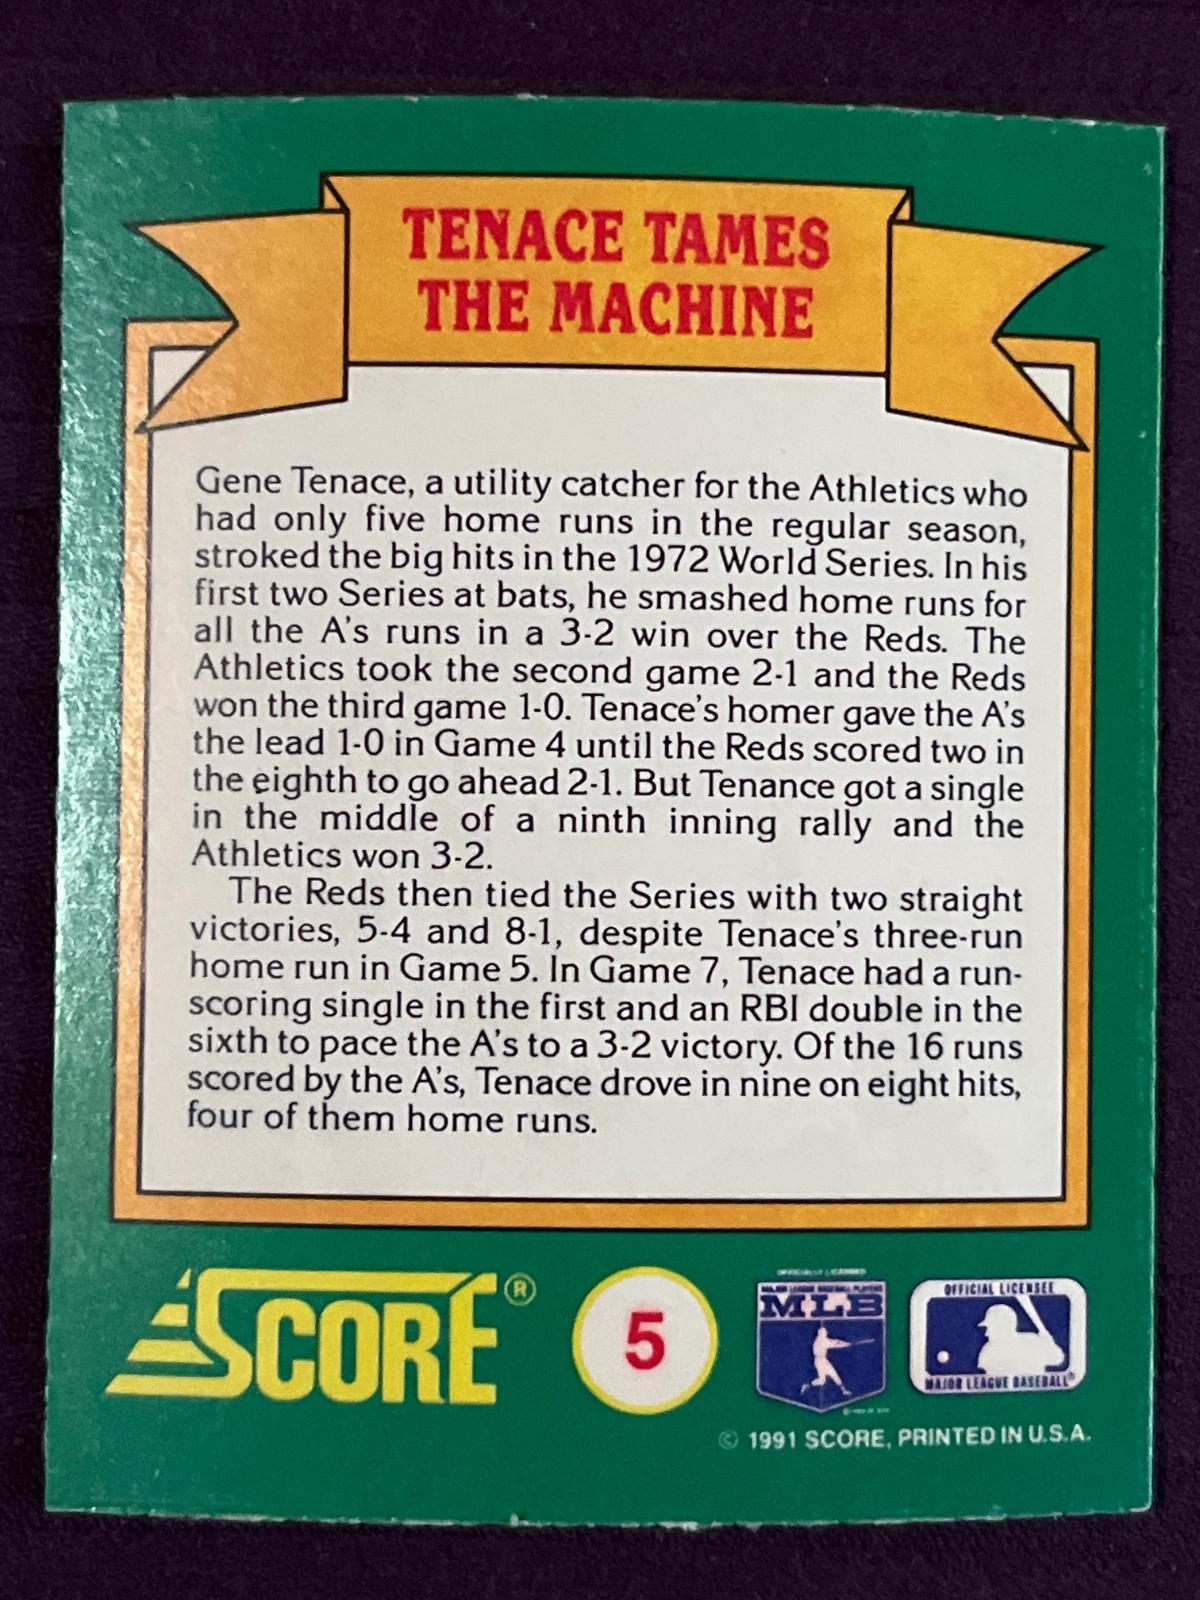 TENACE TAMES
THE MACHINE
Gene Tenace, a utility catcher for the Athletics who
had only five home runs in the regular season,
stroked the big hits in the 1972 World Series. In his
first two Series at bats, he smashed home runs for
all the A's runs in a 3-2 win over the Reds. The
Athletics took the second game 2-1 and the Reds
won the third game 1-0. Tenace's homer gave the A's
the lead 1-0 in Game 4 until the Reds scored two in
the eighth to go ahead 2-1. But Tenance got a single
in the middle of a ninth inning rally and the
Athletics won 3-2.
The Reds then tied the Series with two straight
victories, 5-4 and 8-1, despite Tenace's three-run
home run in Game 5. In Game 7, Tenace had a run-
scoring single in the first and an RBI double in the
sixth to pace the A's to a 3-2 victory. Of the 16 runs
scored by the A's, Tenace drove in nine on eight hits,
four of them home runs.
SCORE®
5
OFFICIALLY LICENSED
MAJOR LEAGUE BASEBALL PLAYERS
MLB
OFFICIAL LICENSEE
MAJOR LEAGUE BASEBALL®
© 1991 SCORE, PRINTED IN U.S.A.